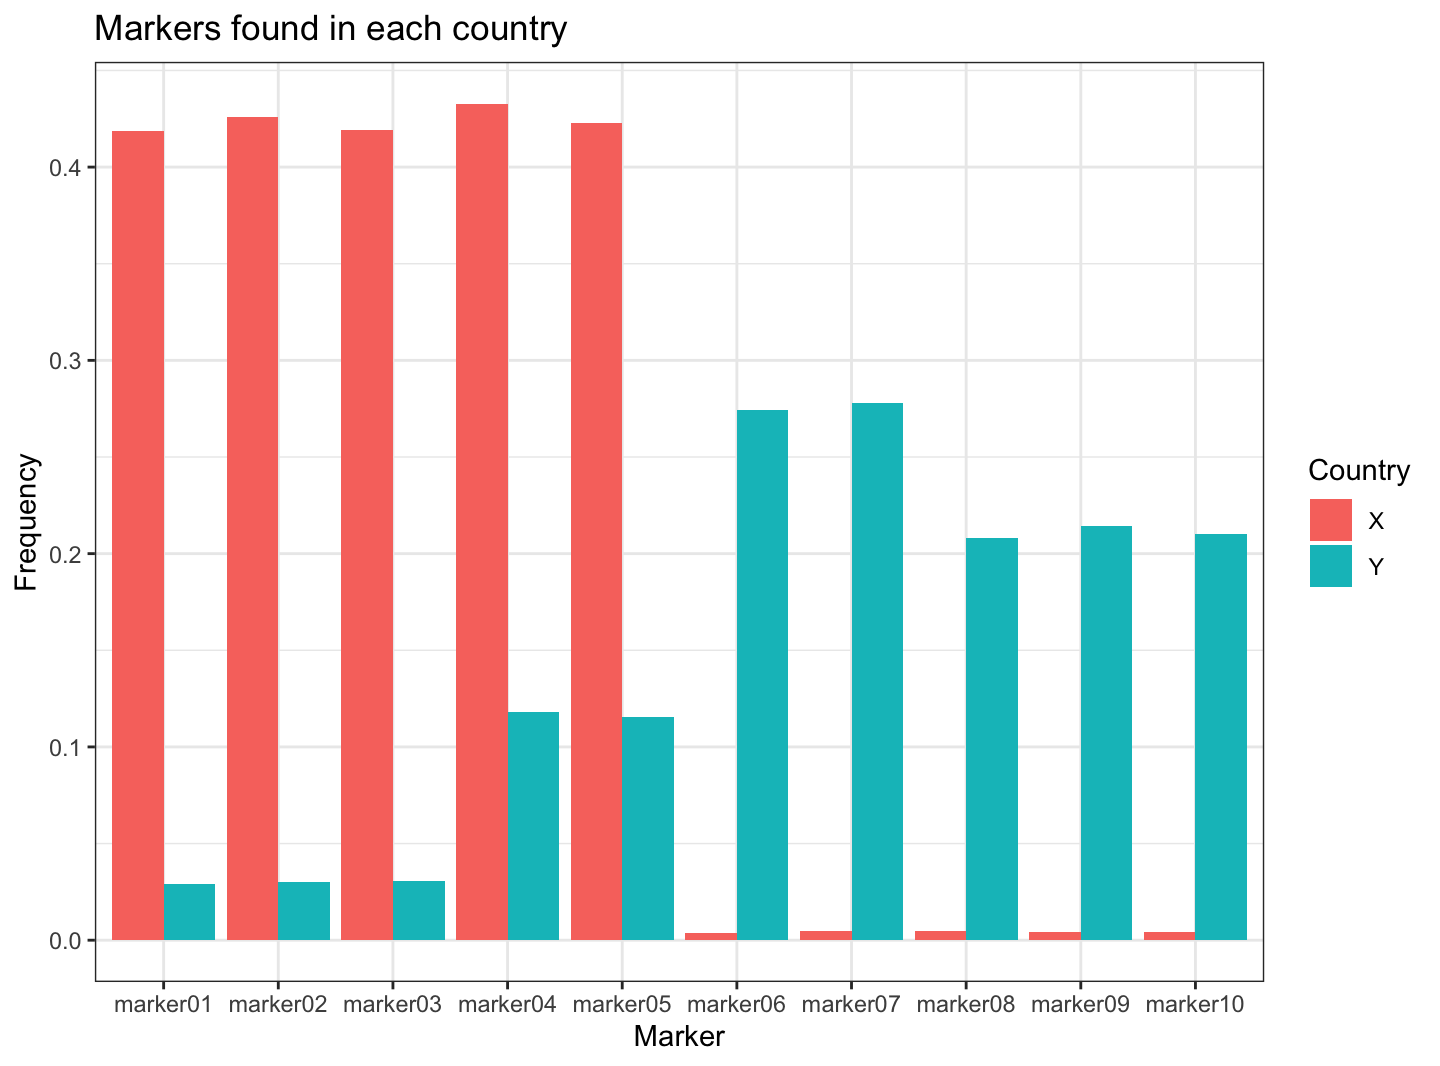 Markers found in each country
Frequency
0.4
0.3
0.2
0.1
0.0
marker01 marker02 marker03 marker04 marker05 marker06 marker07 marker08 marker09 marker10
Marker
Country
X
Y